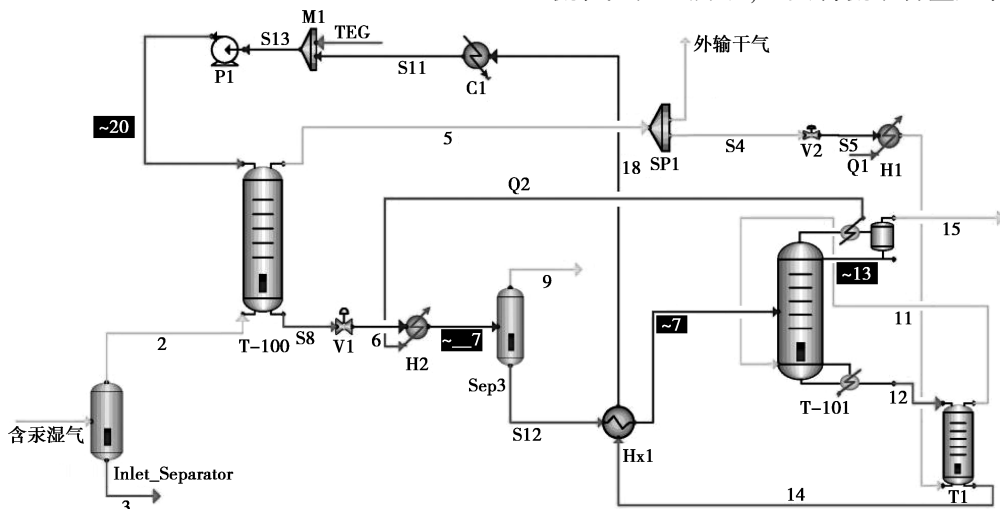 M1
TEG
S13
P1
S11
C1
外输干气
~20
5
SP1
S4
V2
S5
Q1
H1
18
Q2
15
~13
9
~__7
~7
11
2
T-100
S8
V1
6
H2
Sep3
T-101
12
含汞湿气
S12
Hx1
Inlet_Separator
3
14
T1